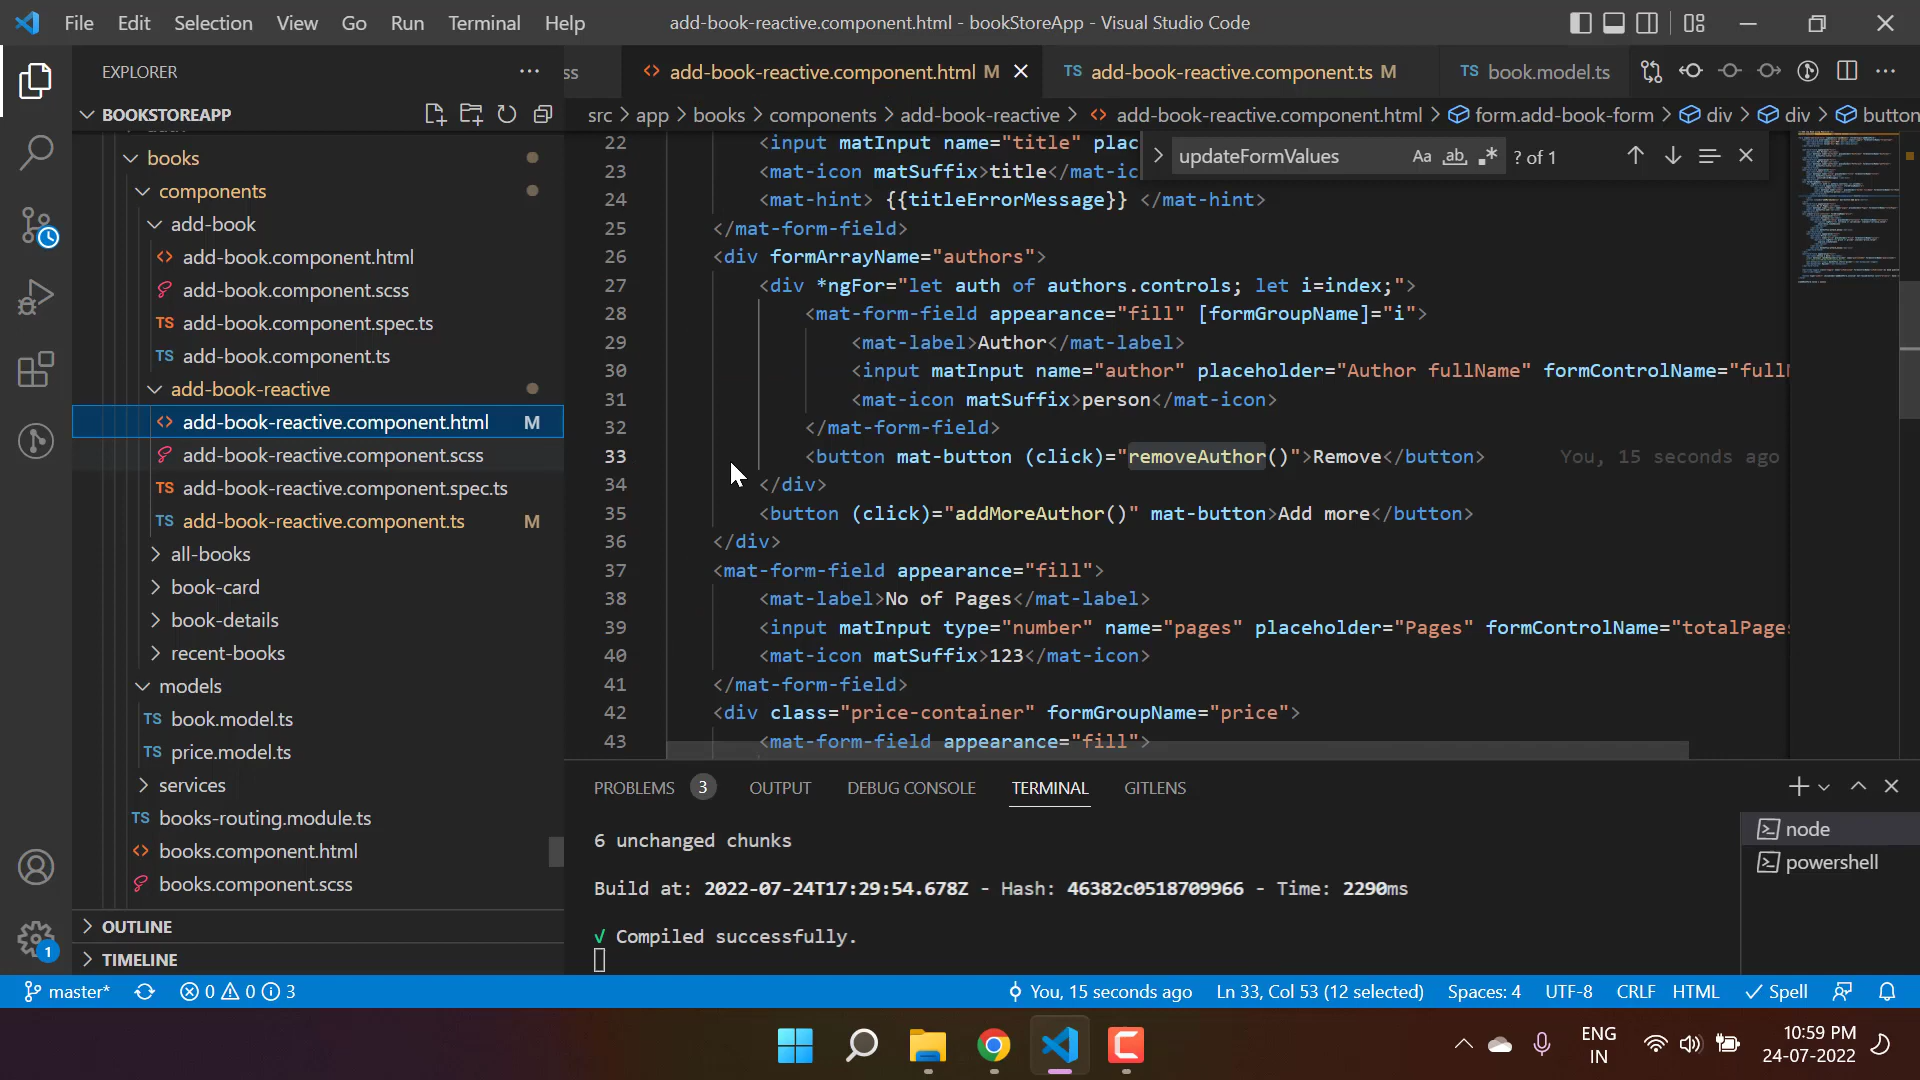 File Edit Selection View Go Run Terminal Help
add-book-reactive.component.html - bookStoreApp - Visual Studio Code
EXPLORER
ss
add-book-reactive.component.html M
TS add-book-reactive.component.ts M
TS book.model.ts
BOOKSTOREAPP
src > app > books > components > add-book-reactive > add-book-reactive.component.html > form.add-book-form > div > div > button
updateFormValues Aa ab ? of 1
books
components
add-book
add-book.component.html
add-book.component.scss
TS add-book.component.spec.ts
TS add-book.component.ts
add-book-reactive
add-book-reactive.component.html M
add-book-reactive.component.scss
TS add-book-reactive.component.spec.ts
TS add-book-reactive.component.ts M
all-books
book-card
book-details
recent-books
models
TS book.model.ts
TS price.model.ts
services
TS books-routing.module.ts
books.component.html
books.component.scss
OUTLINE
TIMELINE
22 <input matInput name="title" plac
23 <mat-icon matSuffix>title</mat-ic
24 <mat-hint> {{titleErrorMessage}} </mat-hint>
25 </mat-form-field>
26 <div formArrayName="authors">
27 <div *ngFor="let auth of authors.controls; let i=index;">
28 <mat-form-field appearance="fill" [formGroupName]="i">
29 <mat-label>Author</mat-label>
30 <input matInput name="author" placeholder="Author fullName" formControlName="fullN
31 <mat-icon matSuffix>person</mat-icon>
32 </mat-form-field>
33 <button mat-button (click)="removeAuthor()">Remove</button> You, 15 seconds ago
34 </div>
35 <button (click)="addMoreAuthor()" mat-button>Add more</button>
36 </div>
37 <mat-form-field appearance="fill">
38 <mat-label>No of Pages</mat-label>
39 <input matInput type="number" name="pages" placeholder="Pages" formControlName="totalPages
40 <mat-icon matSuffix>123</mat-icon>
41 </mat-form-field>
42 <div class="price-container" formGroupName="price">
43 <mat-form-field appearance="fill">
PROBLEMS 3 OUTPUT DEBUG CONSOLE TERMINAL GITLENS
6 unchanged chunks
Build at: 2022-07-24T17:29:54.678Z - Hash: 46382c0518709966 - Time: 2290ms
√ Compiled successfully.
node
powershell
1
master* 0 0 3 You, 15 seconds ago Ln 33, Col 53 (12 selected) Spaces: 4 UTF-8 CRLF HTML Spell
ENG
IN
10:59 PM
24-07-2022